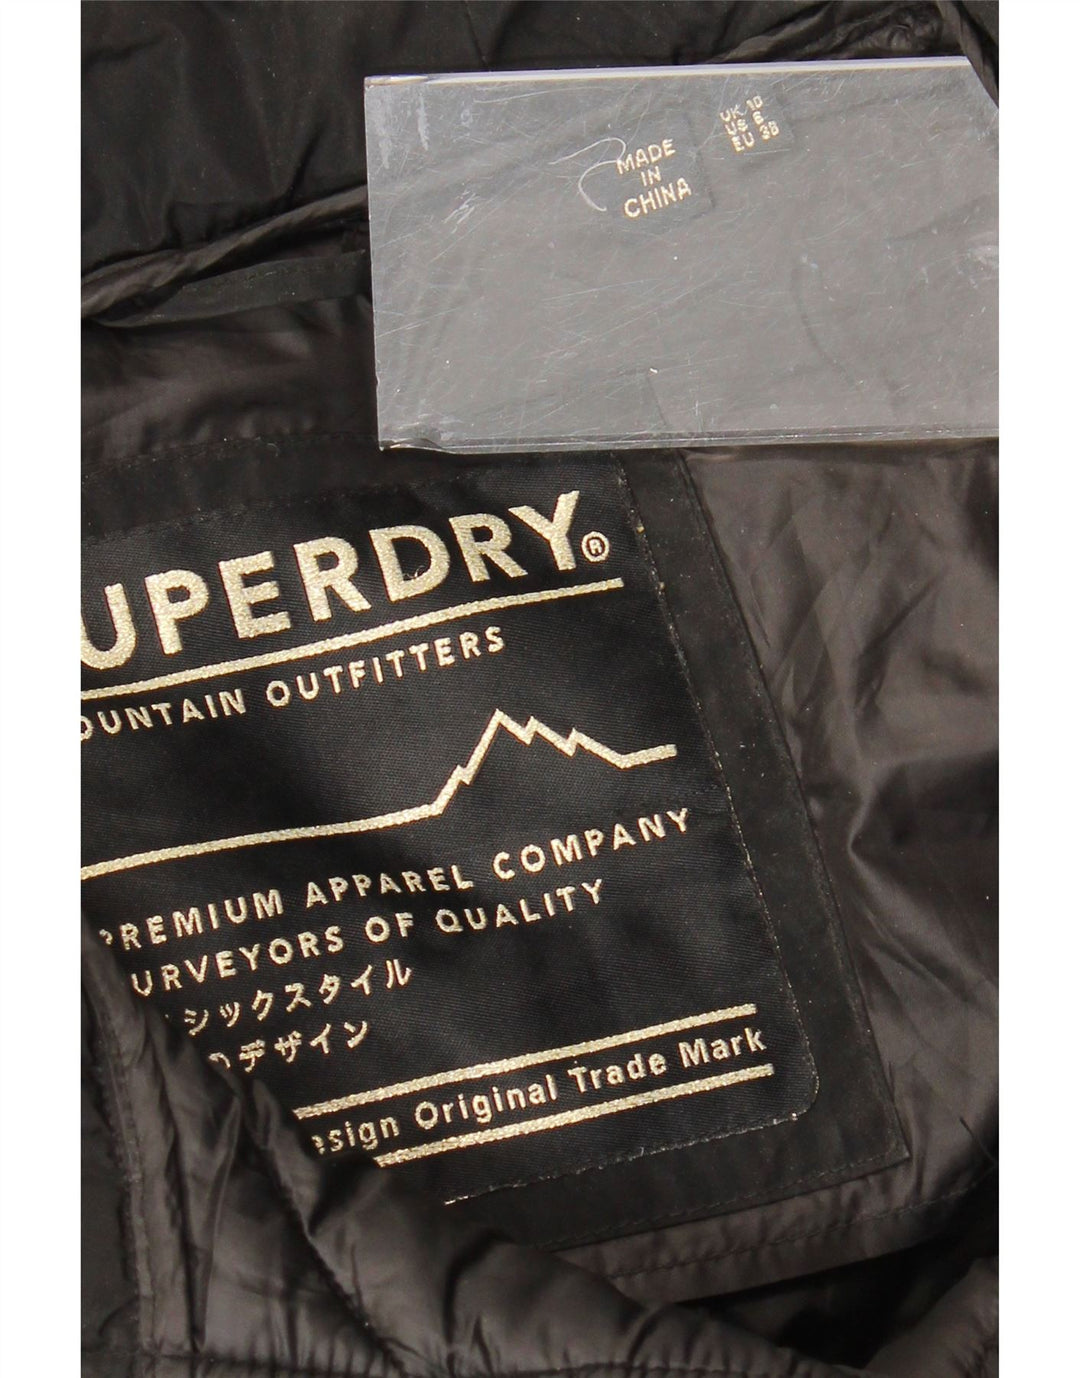 MADE
IN
CHINA
UK 10
US 6
EU 38
UPERDRY®
OUNTAIN OUTFITTERS
PREMIUM APPAREL COMPANY
URVEYORS OF QUALITY
シックスタイル
のデザイン
esign Original Trade Mark